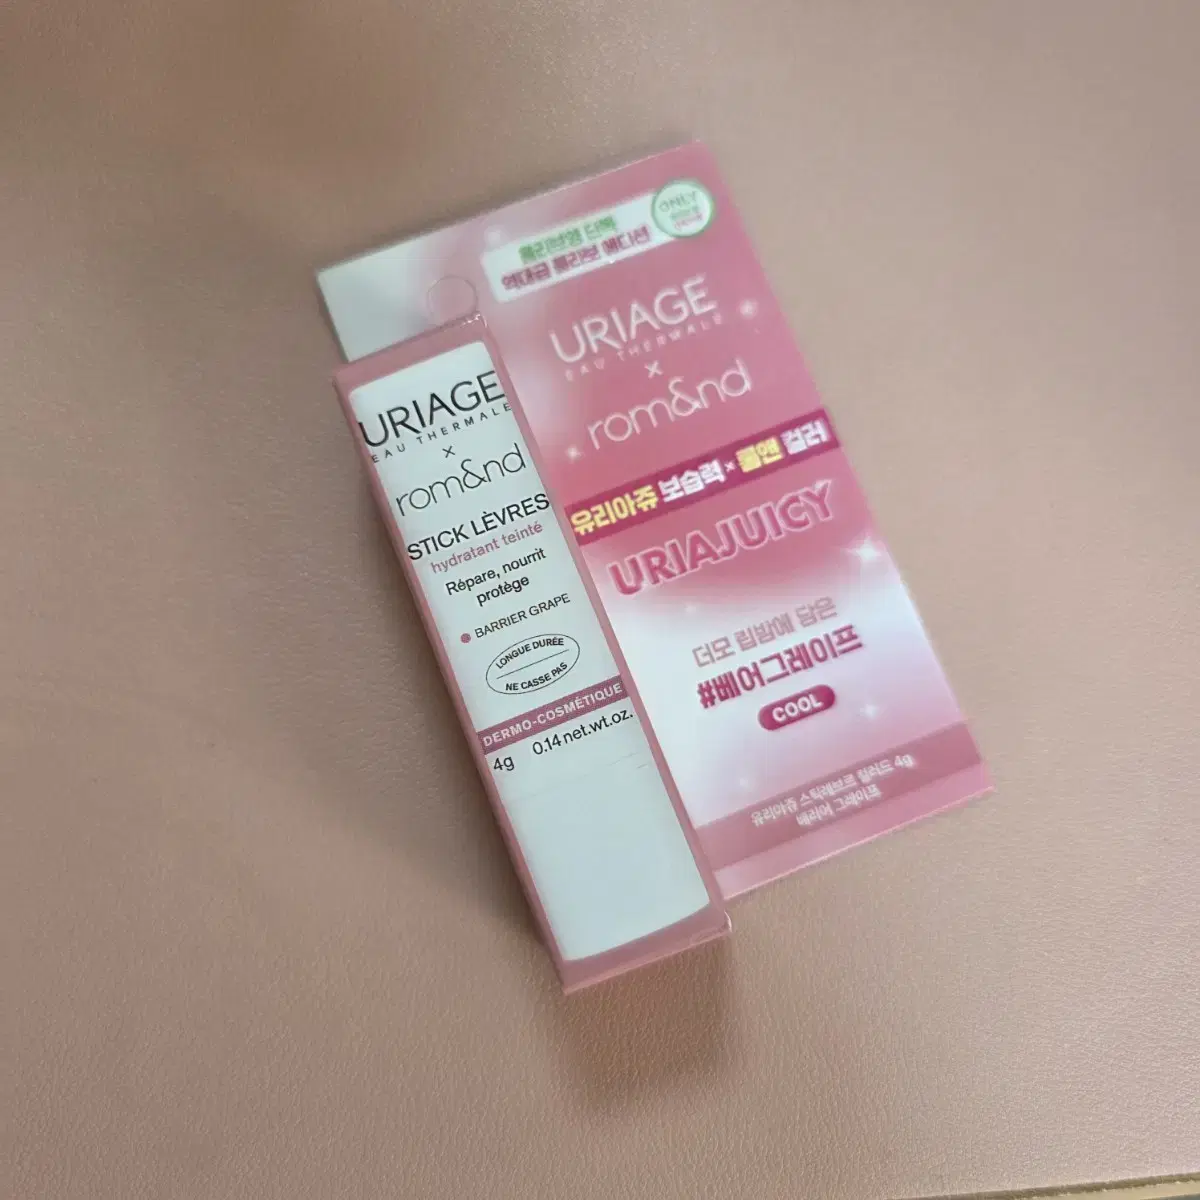 URIAGE
EAU THERMALE
×
rom&nd
STICK LÈVRES
hydratant teinté
Répare, nourrit
protège
BARRIER GRAPE
LONGUE DURÉE
NE CASSE PAS
DERMO-COSMÉTIQUE
4g 0.14 net.wt.oz.
ONLY
올리브영 단독
역대급 콜라보 에디션
URIAGE
EAU THERMALE
×
rom&nd
유리아쥬 보습력 × 롬앤 컬러
URIAJUICY
더모 립밤에 담은
#베어그레이프
COOL
유리아쥬 스틱레브르 컬러드 4g
배리어 그레이프